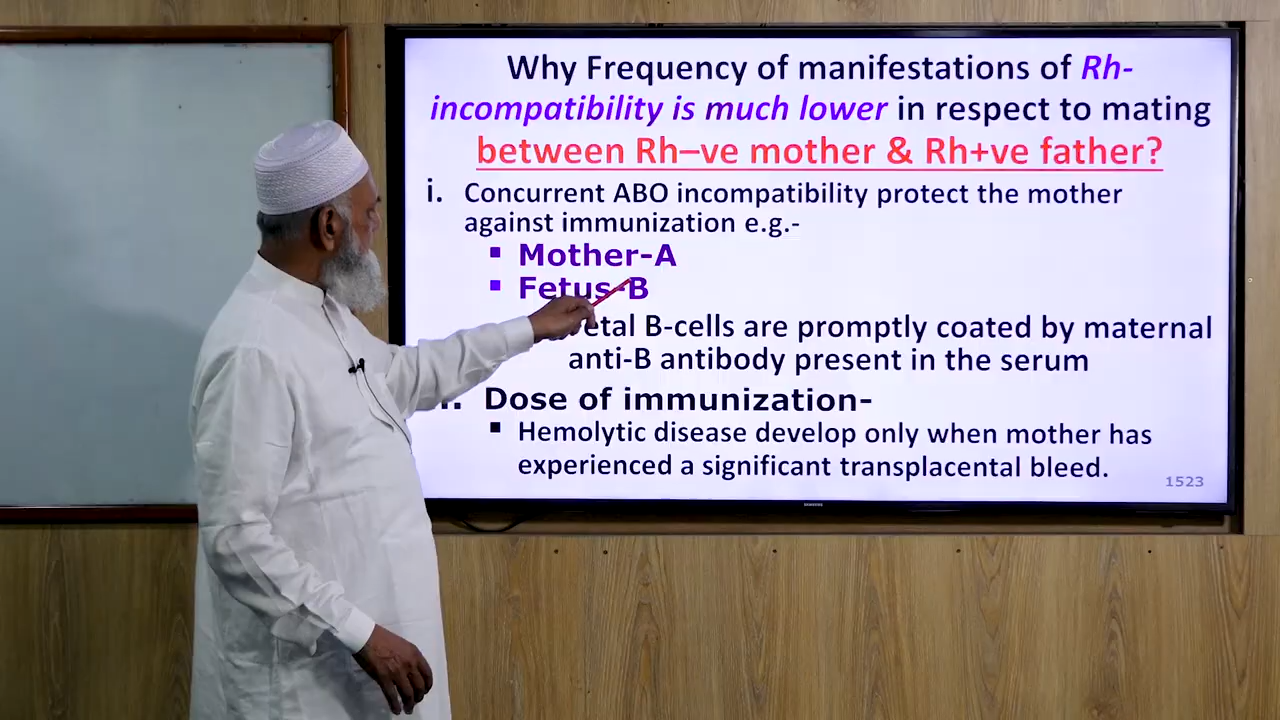 Why Frequency of manifestations of Rh-
incompatibility is much lower in respect to mating
between Rh–ve mother & Rh+ve father?
i. Concurrent ABO incompatibility protect the mother
against immunization e.g.-
▪ Mother-A
▪ Fetus-B
etal B-cells are promptly coated by maternal
anti-B antibody present in the serum
Dose of immunization-
▪ Hemolytic disease develop only when mother has
experienced a significant transplacental bleed.
1523
SAMSUNG